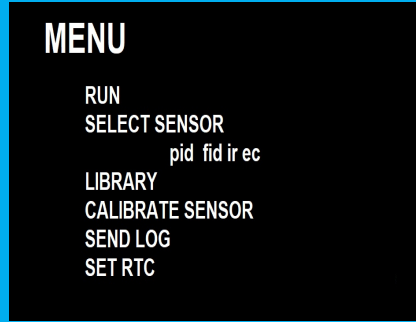 MENU
RUN
SELECT SENSOR
pid fid ir ec
LIBRARY
CALIBRATE SENSOR
SEND LOG
SET RTC